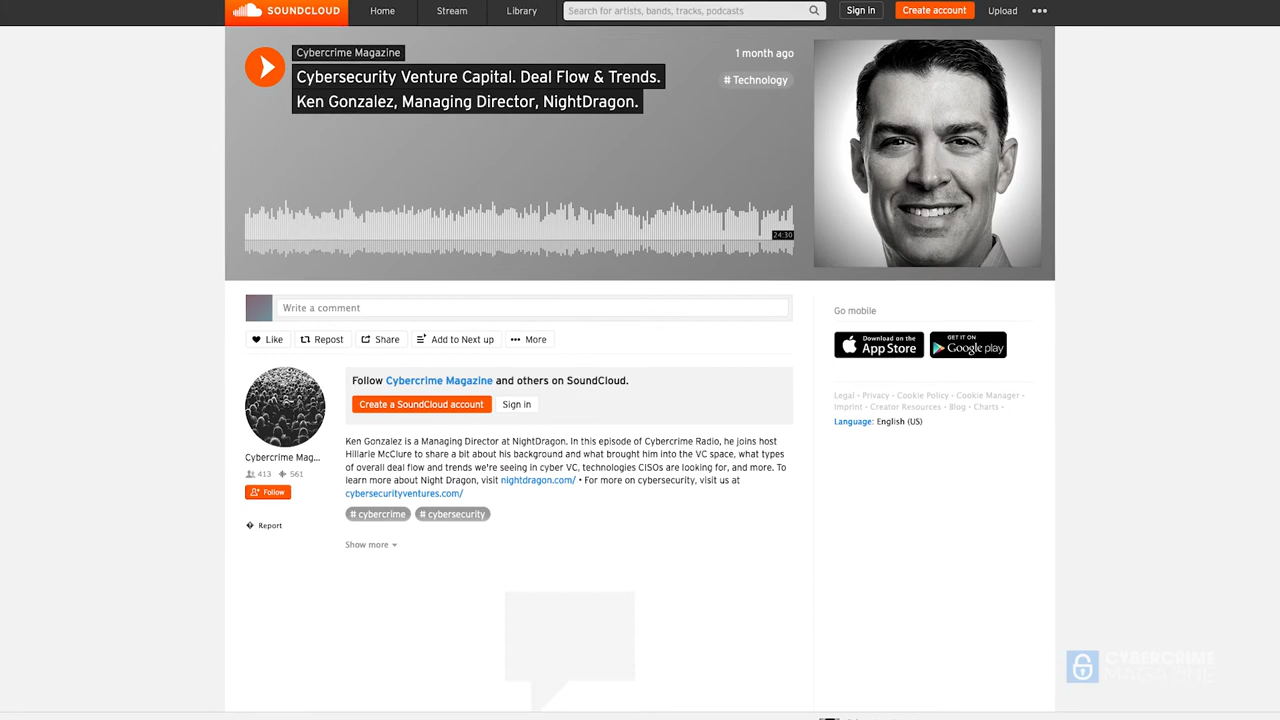 SOUNDCLOUD Home Stream Library Search for artists, bands, tracks, podcasts Sign in Create account Upload
Cybercrime Magazine
1 month ago
Cybersecurity Venture Capital. Deal Flow & Trends.
# Technology
Ken Gonzalez, Managing Director, NightDragon.
24:30
Write a comment
Like Repost Share Add to Next up More
Follow Cybercrime Magazine and others on SoundCloud.
Create a SoundCloud account Sign in
Cybercrime Mag...
413 561
Follow
Report
Ken Gonzalez is a Managing Director at NightDragon. In this episode of Cybercrime Radio, he joins host
Hillarie McClure to share a bit about his background and what brought him into the VC space, what types
of overall deal flow and trends we're seeing in cyber VC, technologies CISOs are looking for, and more. To
learn more about Night Dragon, visit nightdragon.com/ • For more on cybersecurity, visit us at
cybersecurityventures.com/
# cybercrime # cybersecurity
Show more
Go mobile
Download on the App Store
GET IT ON Google play
Legal - Privacy - Cookie Policy - Cookie Manager -
Imprint - Creator Resources - Blog - Charts -
Language: English (US)
CYBERCRIME
MAGAZINE